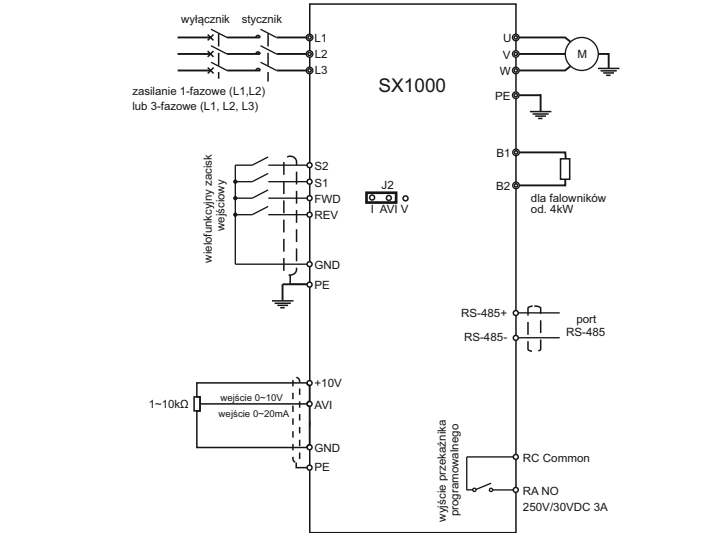 wyłącznik stycznik
L1
L2
L3
zasilanie 1-fazowe (L1,L2)
lub 3-fazowe (L1, L2, L3)
SX1000
U
V
W
M
PE
B1
B2
dla falowników
od. 4kW
wielofunkcyjny zacisk
wejściowy
S2
S1
FWD
REV
GND
PE
J2
I AVI V
RS-485+
RS-485-
port
RS-485
+10V
1~10kΩ
wejście 0~10V
AVI
wejście 0~20mA
GND
PE
wyjście przekaźnika
programowalnego
RC Common
RA NO
250V/30VDC 3A